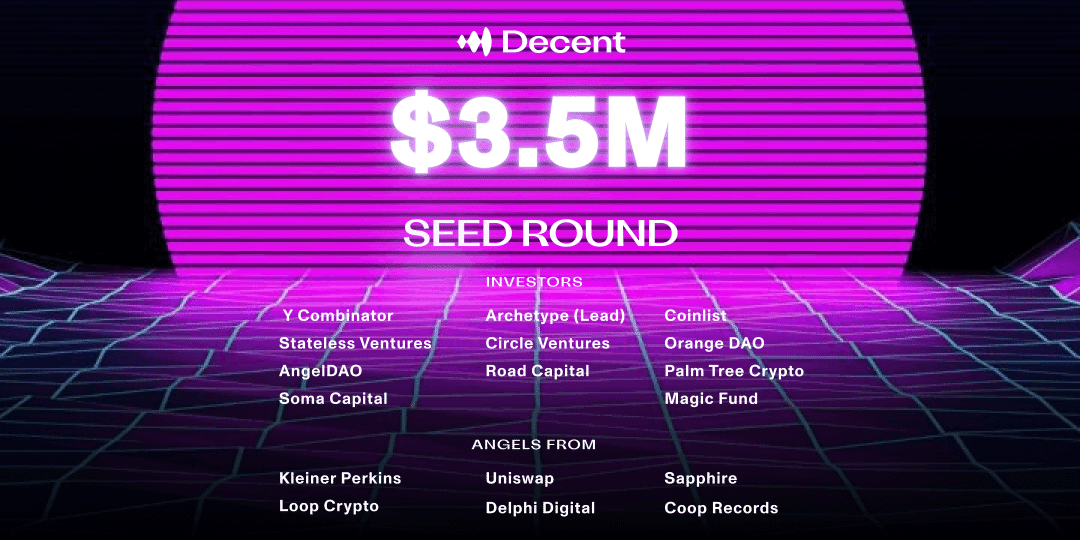 Decent
$3.5M
SEED ROUND
INVESTORS
Y Combinator Archetype (Lead) Coinlist
Stateless Ventures Circle Ventures Orange DAO
AngelDAO Road Capital Palm Tree Crypto
Soma Capital Magic Fund
ANGELS FROM
Kleiner Perkins Uniswap Sapphire
Loop Crypto Delphi Digital Coop Records